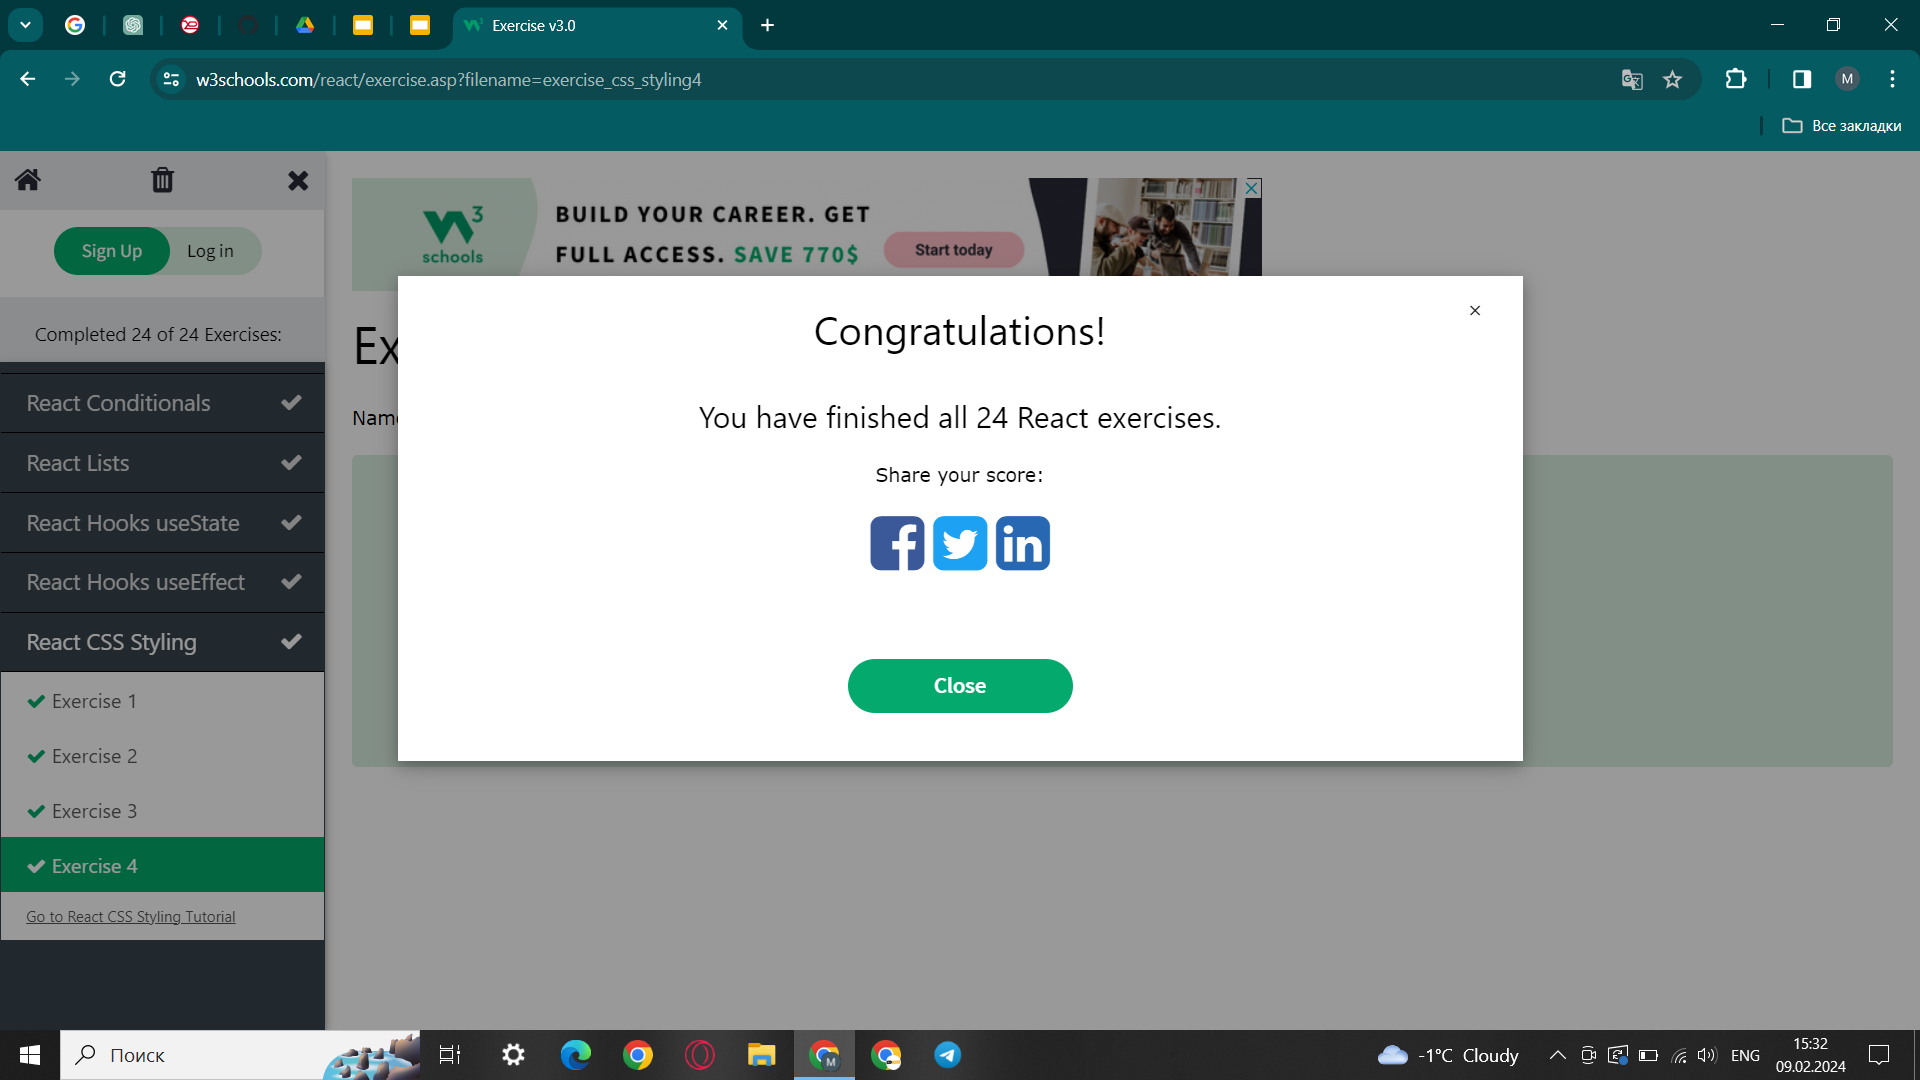 Exercise v3.0
w3schools.com/react/exercise.asp?filename=exercise_css_styling4
M
Все закладки
Sign Up
Log in
Completed 24 of 24 Exercises:
React Conditionals
React Lists
React Hooks useState
React Hooks useEffect
React CSS Styling
Exercise 1
Exercise 2
Exercise 3
Exercise 4
Go to React CSS Styling Tutorial
3
schools
BUILD YOUR CAREER. GET
FULL ACCESS. SAVE 770$
Start today
Ex
Name
Congratulations!
×
You have finished all 24 React exercises.
Share your score:
Close
Поиск
M
-1°C Cloudy
ENG
15:32
09.02.2024